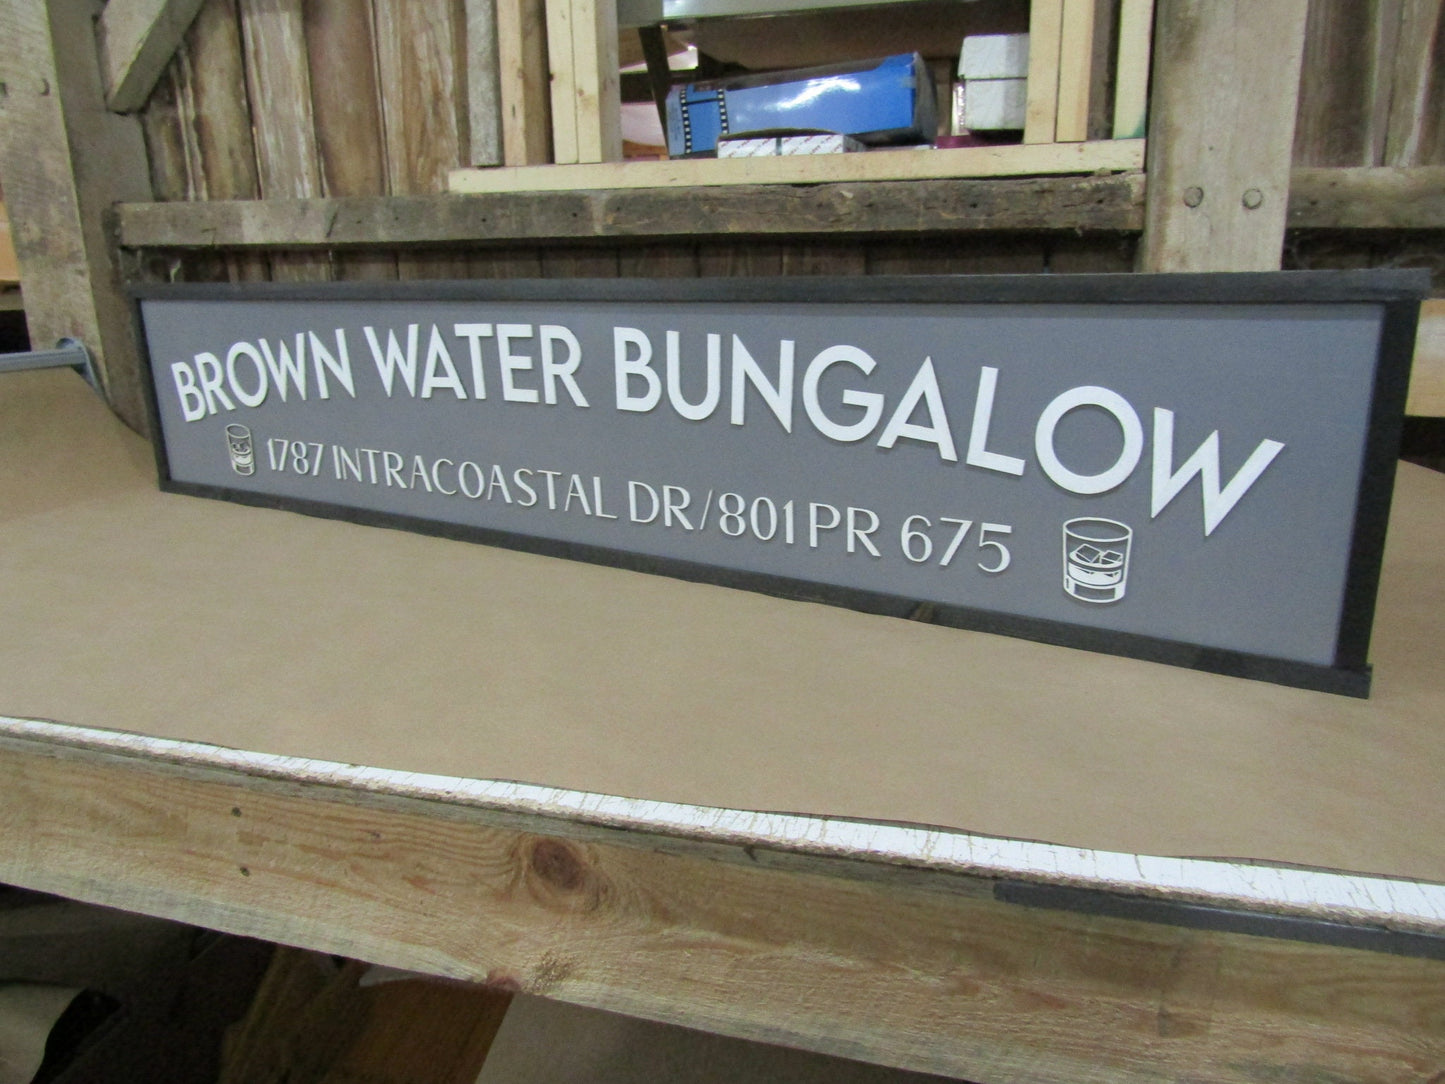 BROWN WATER BUNGALOW
1787 INTRACOASTAL DR/801 PR 675